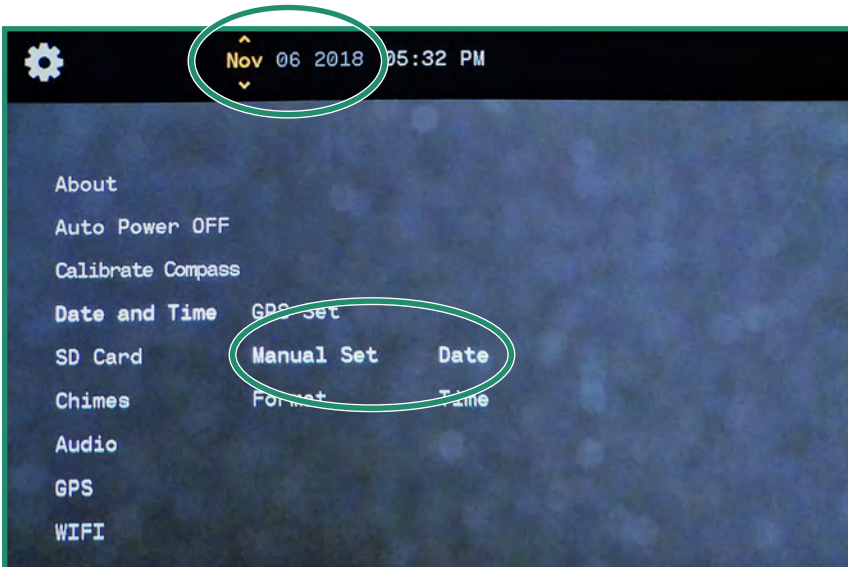 Nov 06 2018 05:32 PM
About
Auto Power OFF
Calibrate Compass
Date and Time GPS Set
SD Card Manual Set Date
Chimes Format Time
Audio
GPS
WIFI